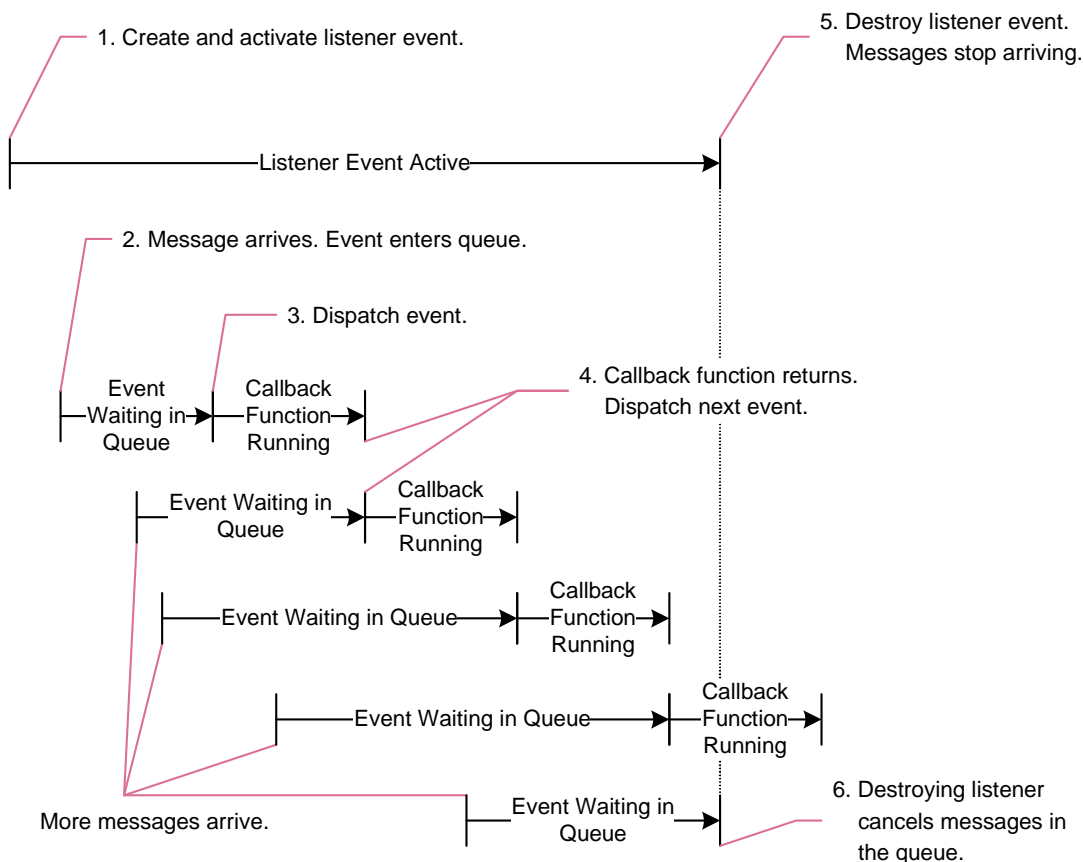 1. Create and activate listener event.
5. Destroy listener event.
Messages stop arriving.
Listener Event Active
2. Message arrives. Event enters queue.
3. Dispatch event.
4. Callback function returns.
Dispatch next event.
Event
Waiting in
Queue
Callback
Function
Running
Event Waiting in
Queue
Callback
Function
Running
Event Waiting in Queue
Callback
Function
Running
Event Waiting in Queue
Callback
Function
Running
More messages arrive.
Event Waiting in
Queue
6. Destroying listener
cancels messages in
the queue.